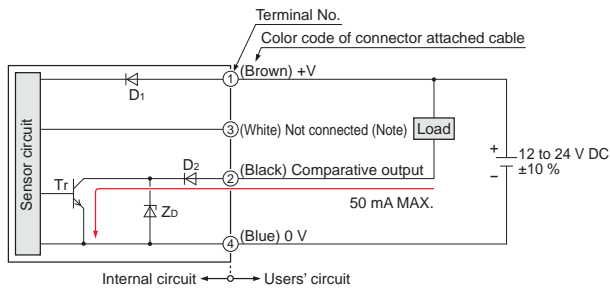 Terminal No.
Color code of connector attached cable
1 (Brown) +V
D1
3 (White) Not connected (Note)
Load
Sensor circuit
D2
2 (Black) Comparative output
+
12 to 24 V DC
±10 %
−
Tr
ZD
50 mA MAX.
4 (Blue) 0 V
Internal circuit
Users' circuit